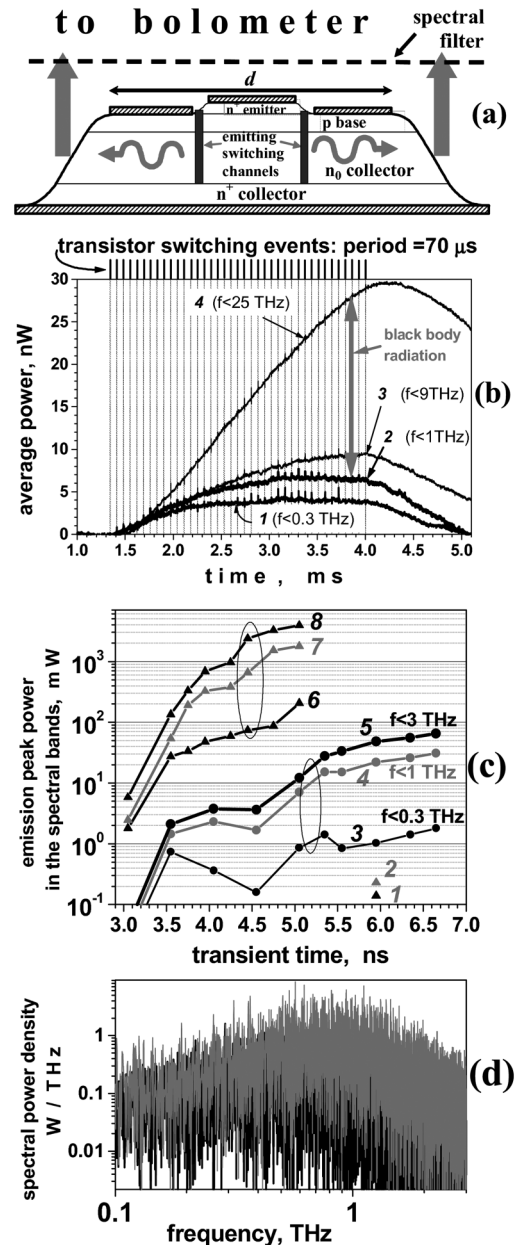 to bolometer
spectral
filter
d
n⁺ emitter
(a)
p base
emitting
switching
channels
n₀ collector
n⁺ collector
transistor switching events: period =70 μs
30
25
20
15
10
5
0
average power, nW
4 (f<25 THz)
black body
radiation
3 (f<9THz)
2 (f<1THz)
1 (f<0.3 THz)
(b)
1.0 1.5 2.0 2.5 3.0 3.5 4.0 4.5 5.0
time, ms
emission peak power
in the spectral bands, mW
10³
10²
10¹
10⁰
10⁻¹
8
7
6
5 f<3 THz
4 f<1 THz
3 f<0.3 THz
2
1
(c)
3.0 3.5 4.0 4.5 5.0 5.5 6.0 6.5 7.0
transient time, ns
spectral power density
W / THz
1
0.1
0.01
(d)
0.1 1
frequency, THz